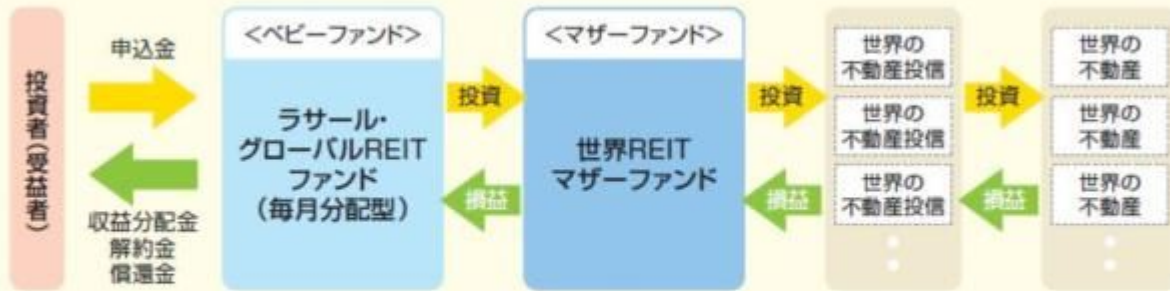 投資者(受益者)
申込金
収益分配金
解約金
償還金
<ベビーファンド>
ラサール・
グローバルREIT
ファンド
(毎月分配型)
投資
損益
<マザーファンド>
世界REIT
マザーファンド
投資
損益
世界の
不動産投信
世界の
不動産投信
世界の
不動産投信
投資
損益
世界の
不動産
世界の
不動産
世界の
不動産